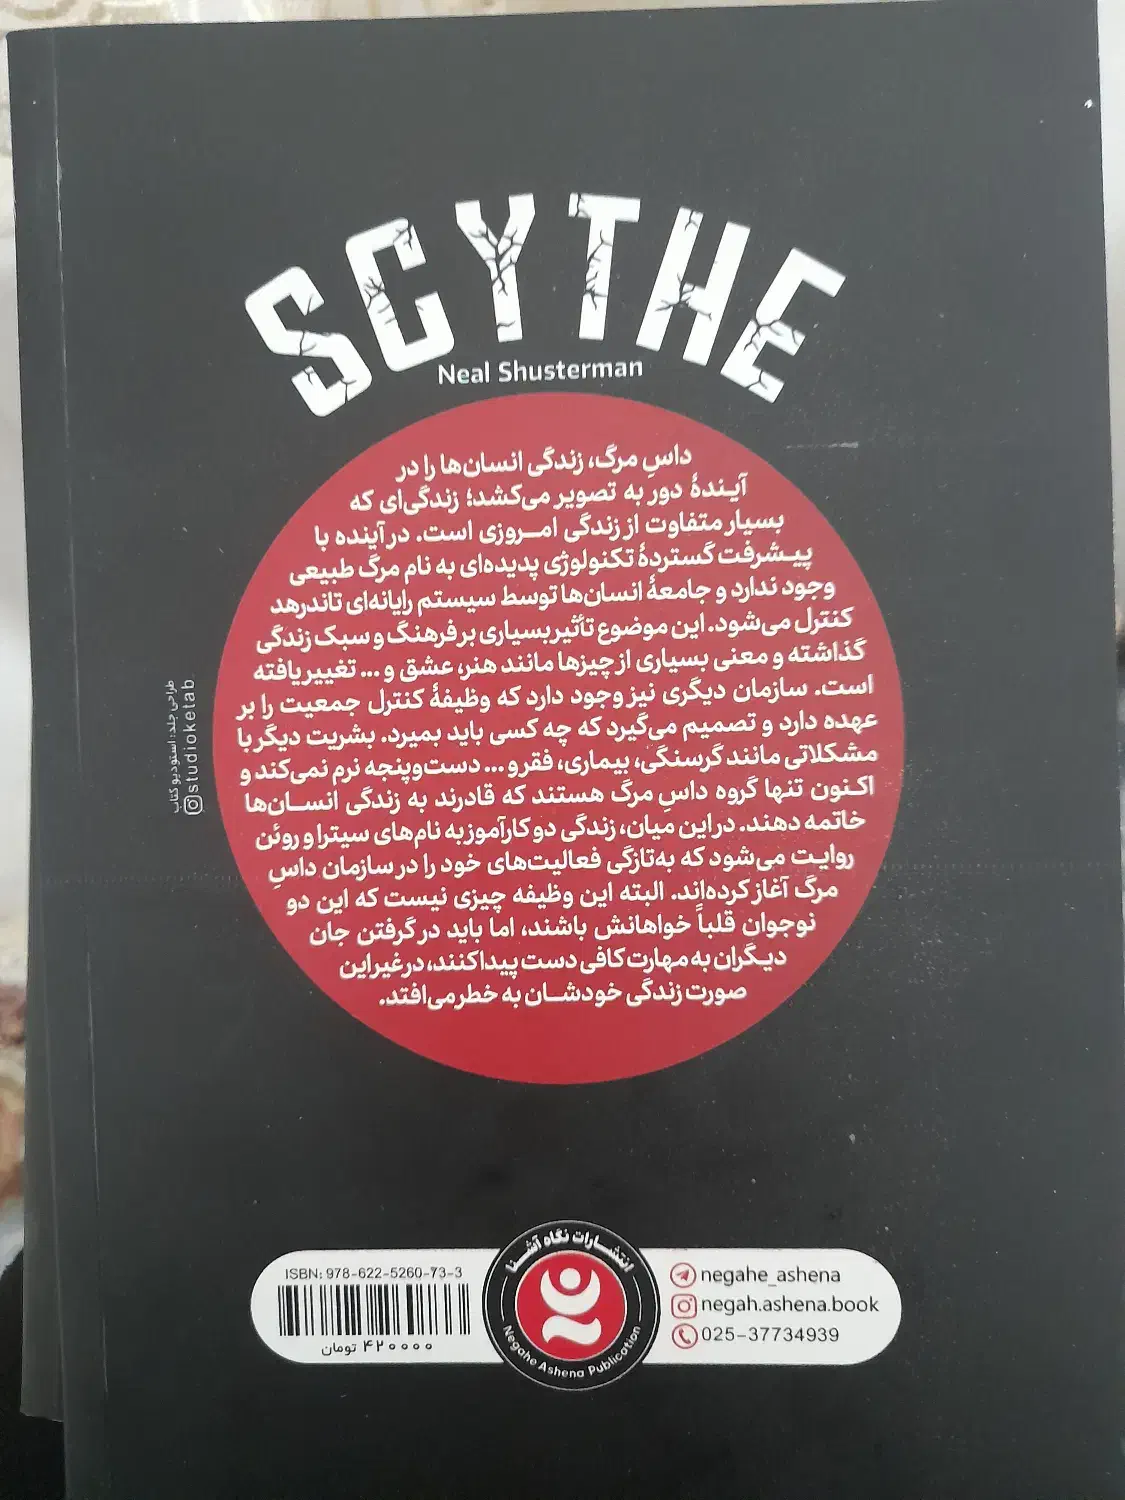 SCYTHE
Neal Shusterman
داسِ مرگ، زندگی انسان‌ها را در
آیندهٔ دور به تصویر می‌کشد؛ زندگی‌ای که
بسیار متفاوت از زندگی امروزی است. در آینده با
پیشرفت گستردهٔ تکنولوژی پدیده‌ای به نام مرگ طبیعی
وجود ندارد و جامعهٔ انسان‌ها توسط سیستم رایانه‌ای تاندرهد
کنترل می‌شود. این موضوع تأثیر بسیاری بر فرهنگ و سبک زندگی
گذاشته و معنی بسیاری از چیزها مانند هنر، عشق و ... تغییر یافته
است. سازمان دیگری نیز وجود دارد که وظیفهٔ کنترل جمعیت را بر
عهده دارد و تصمیم می‌گیرد که چه کسی باید بمیرد. بشریت دیگر با
مشکلاتی مانند گرسنگی، بیماری، فقر و ... دست‌وپنجه نرم نمی‌کند و
اکنون تنها گروه داسِ مرگ هستند که قادرند به زندگی انسان‌ها
خاتمه دهند. در این میان، زندگی دو کارآموز به نام‌های سیترا و روئن
روایت می‌شود که به‌تازگی فعالیت‌های خود را در سازمان داسِ
مرگ آغاز کرده‌اند. البته این وظیفه چیزی نیست که این دو
نوجوان قلباً خواهانش باشند، اما باید در گرفتن جان
دیگران به مهارت کافی دست پیدا کنند، در غیر این
صورت زندگی خودشان به خطر می‌افتد.
طراحی جلد: استودیو کتاب
studioketab
ISBN: 978-622-5260-73-3
۴۲۰۰۰۰ تومان
انتشارات نگاه آشنا
Negahe Ashena Publication
negahe_ashena
negah.ashena.book
025-37734939